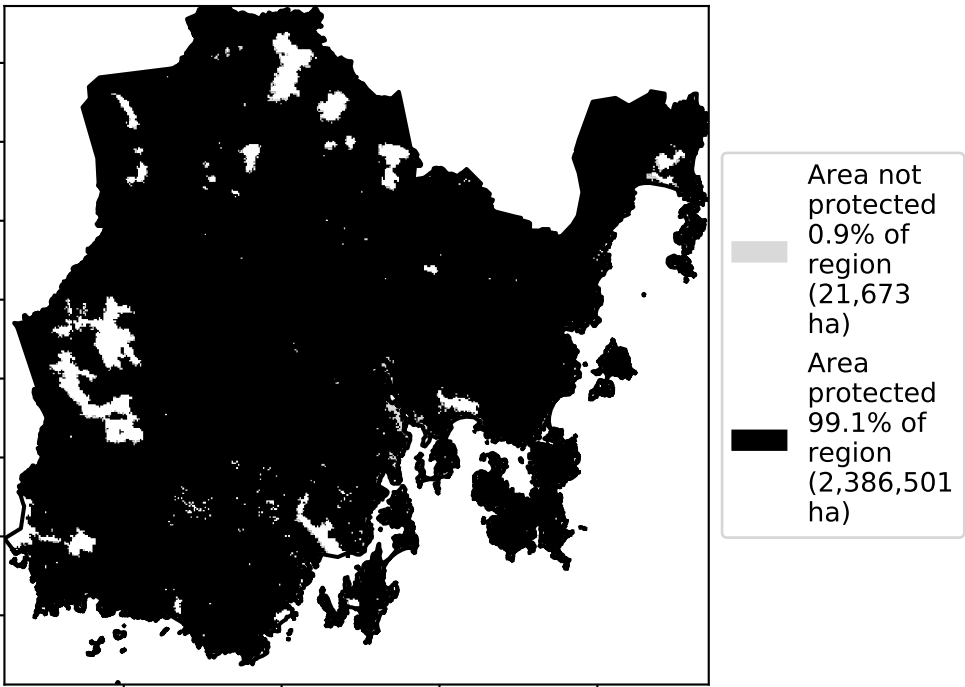 Area not
protected
0.9% of
region
(21,673
ha)
Area
protected
99.1% of
region
(2,386,501
ha)